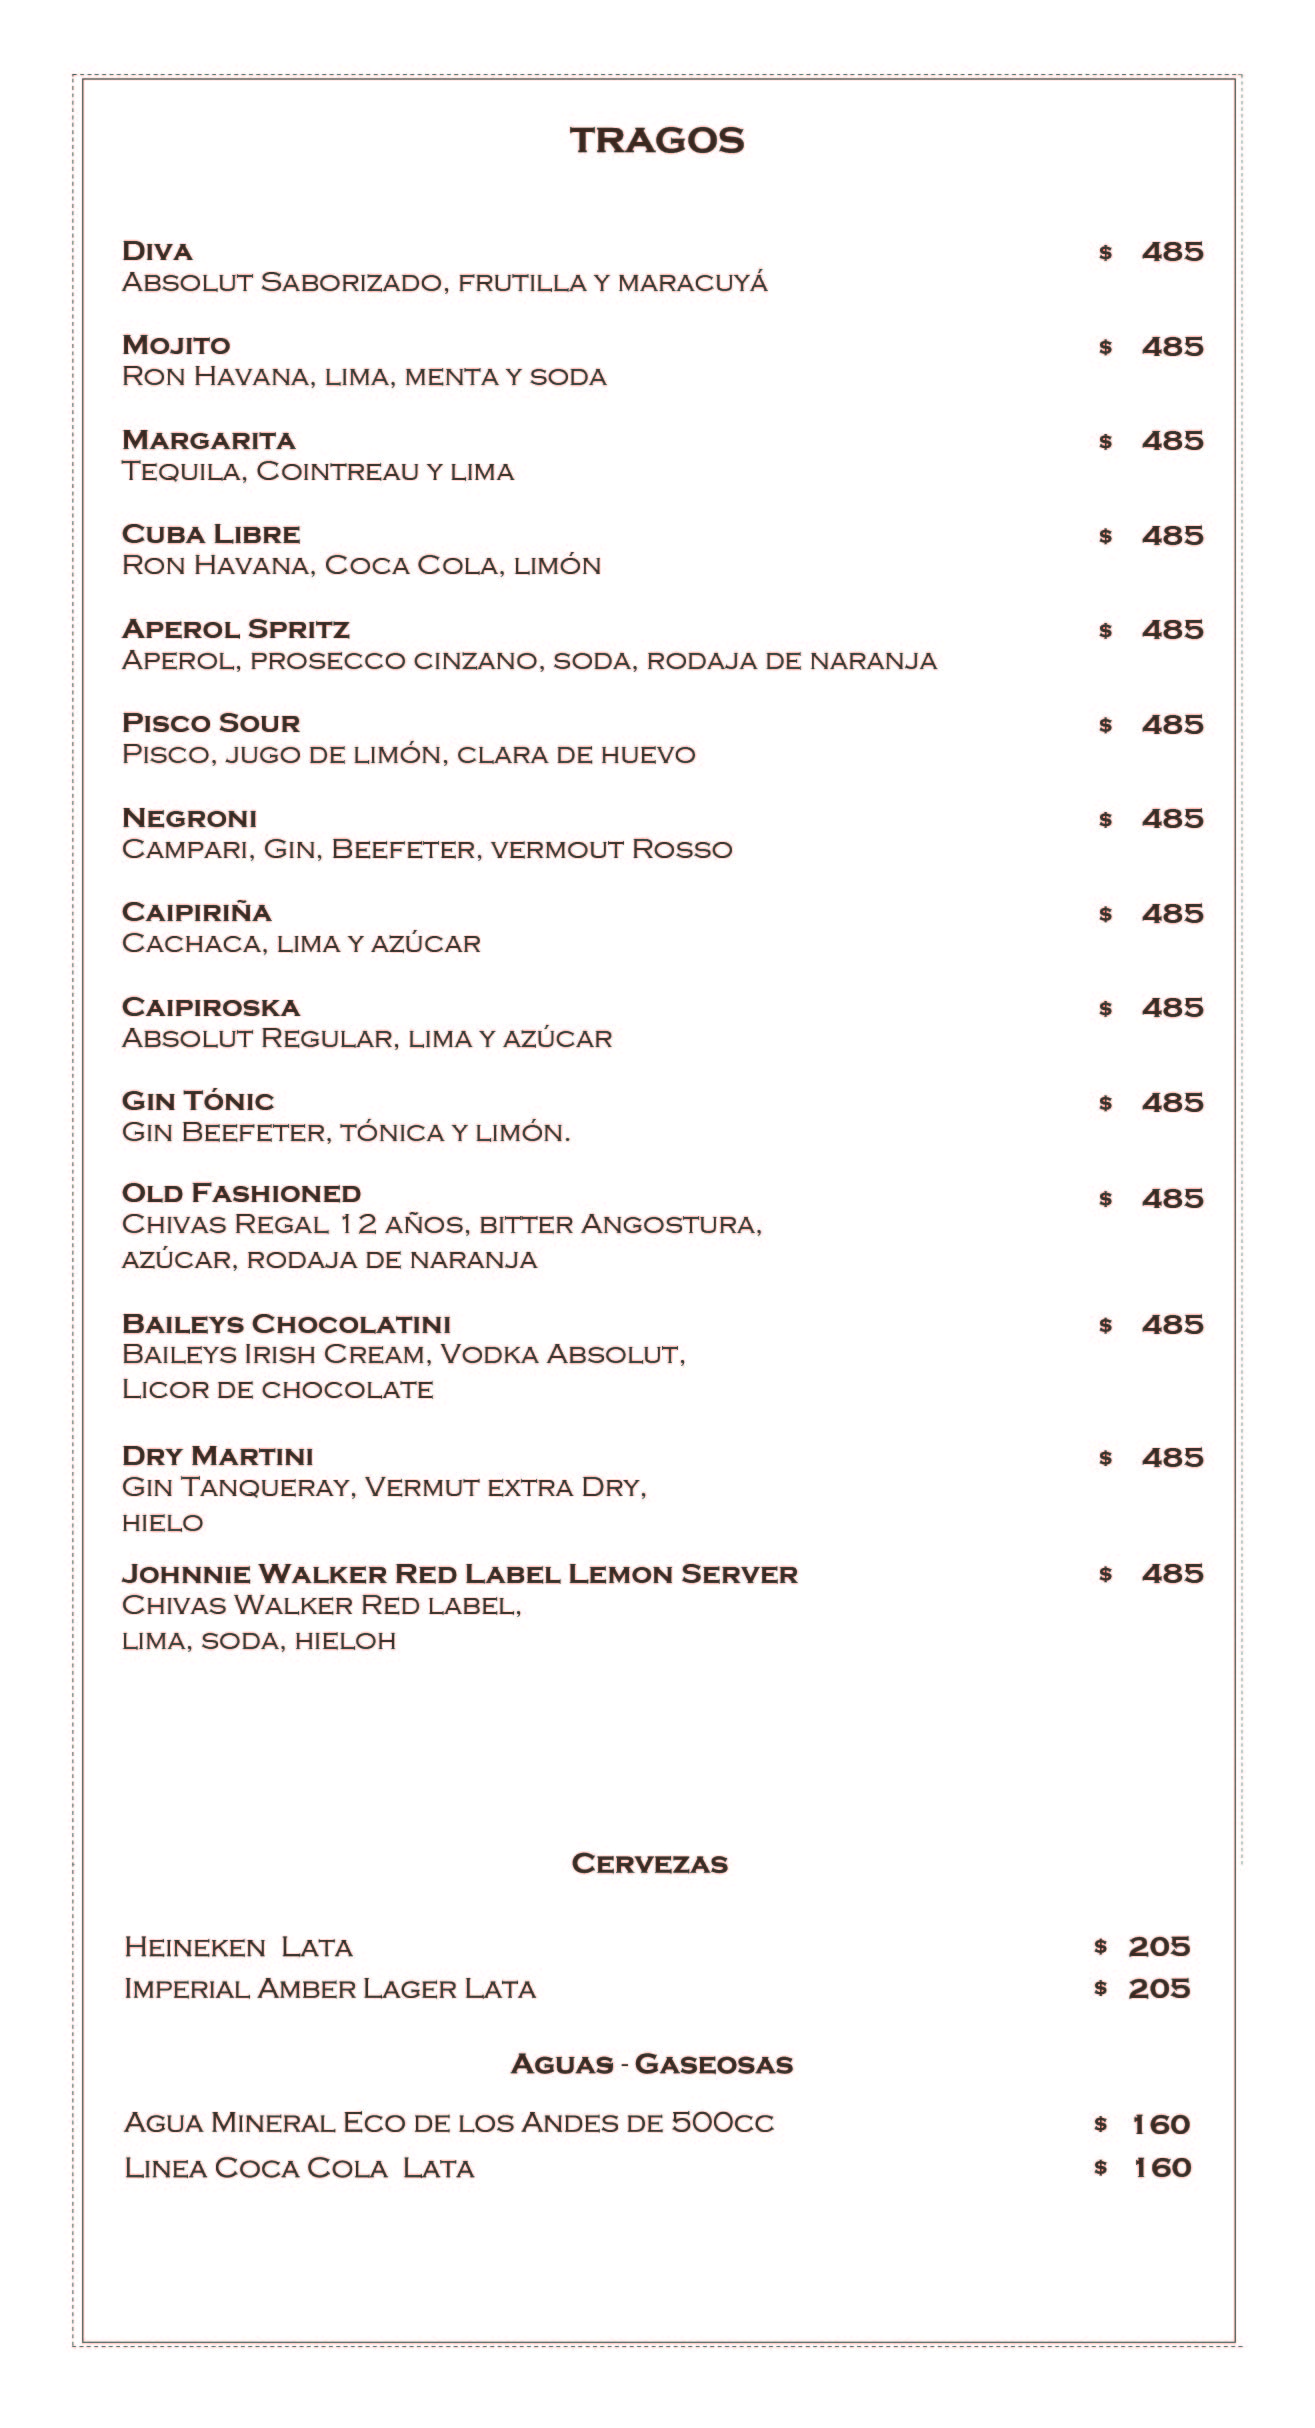 TRAGOS
DIVA $ 485
ABSOLUT SABORIZADO, FRUTILLA Y MARACUYÁ
MOJITO $ 485
RON HAVANA, LIMA, MENTA Y SODA
MARGARITA $ 485
TEQUILA, COINTREAU Y LIMA
CUBA LIBRE $ 485
RON HAVANA, COCA COLA, LIMÓN
APEROL SPRITZ $ 485
APEROL, PROSECCO CINZANO, SODA, RODAJA DE NARANJA
PISCO SOUR $ 485
PISCO, JUGO DE LIMÓN, CLARA DE HUEVO
NEGRONI $ 485
CAMPARI, GIN, BEEFETER, VERMOUT ROSSO
CAIPIRIÑA $ 485
CACHACA, LIMA Y AZÚCAR
CAIPIROSKA $ 485
ABSOLUT REGULAR, LIMA Y AZÚCAR
GIN TÓNIC $ 485
GIN BEEFETER, TÓNICA Y LIMÓN.
OLD FASHIONED $ 485
CHIVAS REGAL 12 AÑOS, BITTER ANGOSTURA,
AZÚCAR, RODAJA DE NARANJA
BAILEYS CHOCOLATINI $ 485
BAILEYS IRISH CREAM, VODKA ABSOLUT,
LICOR DE CHOCOLATE
DRY MARTINI $ 485
GIN TANQUERAY, VERMUT EXTRA DRY,
HIELO
JOHNNIE WALKER RED LABEL LEMON SERVER $ 485
CHIVAS WALKER RED LABEL,
LIMA, SODA, HIELOH
CERVEZAS
HEINEKEN LATA $ 205
IMPERIAL AMBER LAGER LATA $ 205
AGUAS - GASEOSAS
AGUA MINERAL ECO DE LOS ANDES DE 500CC $ 160
LINEA COCA COLA LATA $ 160